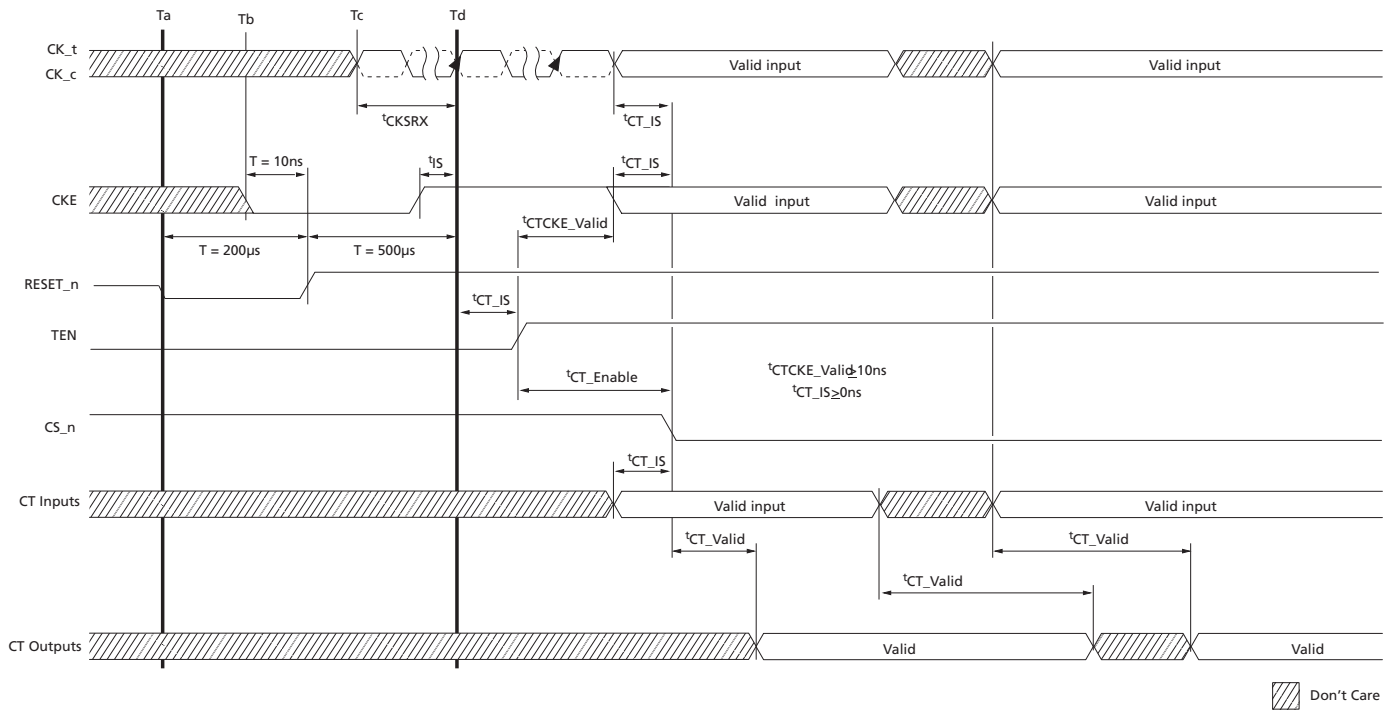 Ta Tb Tc Td
CK_t
CK_c
Valid input Valid input
tCKSRX tCT_IS
T = 10ns tIS tCT_IS
CKE Valid input Valid input
tCTCKE_Valid
T = 200µs T = 500µs
RESET_n
tCT_IS
TEN
tCT_Enable tCTCKE_Valid≥10ns
tCT_IS≥0ns
CS_n
tCT_IS
CT Inputs Valid input Valid input
tCT_Valid tCT_Valid
tCT_Valid
CT Outputs Valid Valid
Don't Care